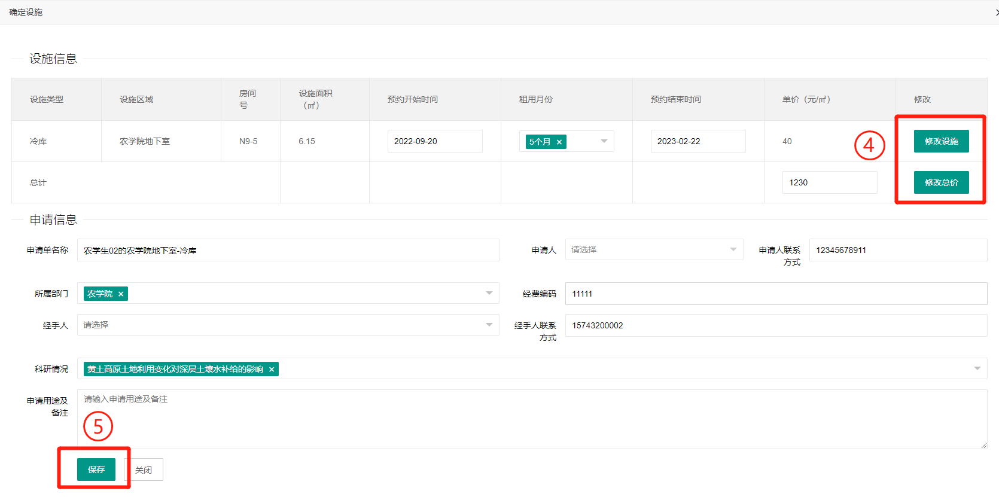 确定设施
设施信息
设施类型 设施区域 房间号 设施面积（㎡） 预约开始时间 租用月份 预约结束时间 单价（元/㎡） 修改
冷库 农学院地下室 N9-5 6.15 2022-09-20 5个月 × 2023-02-22 40 ④ 修改设施
总计 1230 修改总价
申请信息
申请单名称 农学生02的农学院地下室-冷库 申请人 请选择 申请人联系方式 12345678911
所属部门 农学院 × 经费编码 11111
经手人 请选择 经手人联系方式 15743200002
科研情况 黄土高原土地利用变化对深层土壤水补给的影响 ×
申请用途及备注 请输入申请用途及备注
⑤
保存 关闭